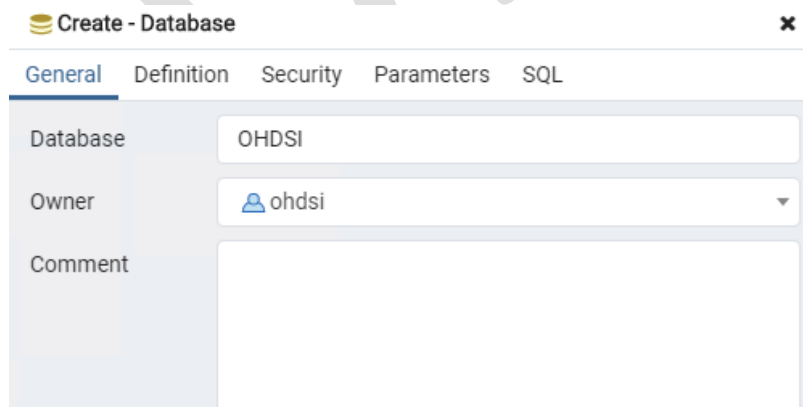 Create - Database
General Definition Security Parameters SQL
Database OHDSI
Owner ohdsi
Comment